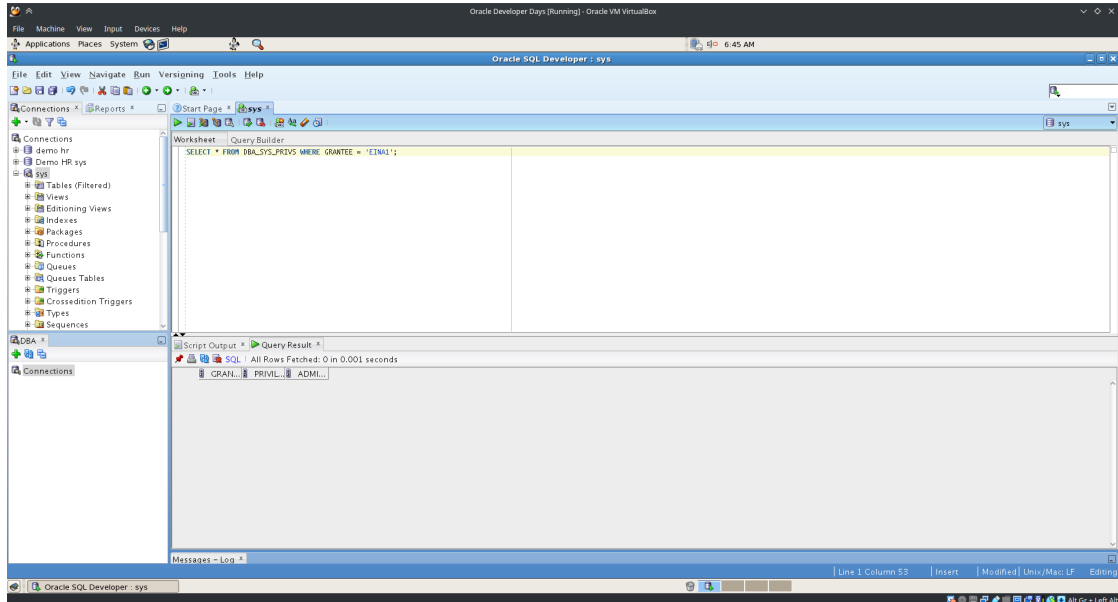 Oracle Developer Days [Running] - Oracle VM VirtualBox
File Machine View Input Devices Help
Applications Places System 6:45 AM
Oracle SQL Developer : sys
File Edit View Navigate Run Versioning Tools Help
Connections Reports Start Page sys
sys
Connections
Worksheet Query Builder
demo hr
SELECT * FROM DBA_SYS_PRIVS WHERE GRANTEE = 'EINA1';
Demo HR sys
sys
Tables (Filtered)
Views
Editioning Views
Indexes
Packages
Procedures
Functions
Queues
Queues Tables
Triggers
Crossedition Triggers
Types
Sequences
DBA
Script Output Query Result
SQL | All Rows Fetched: 0 in 0.001 seconds
Connections
GRAN... PRIVIL... ADMI...
Messages - Log
Line 1 Column 53 | Insert | Modified | Unix/Mac: LF Editing
Oracle SQL Developer : sys
Alt Gr + Left Alt